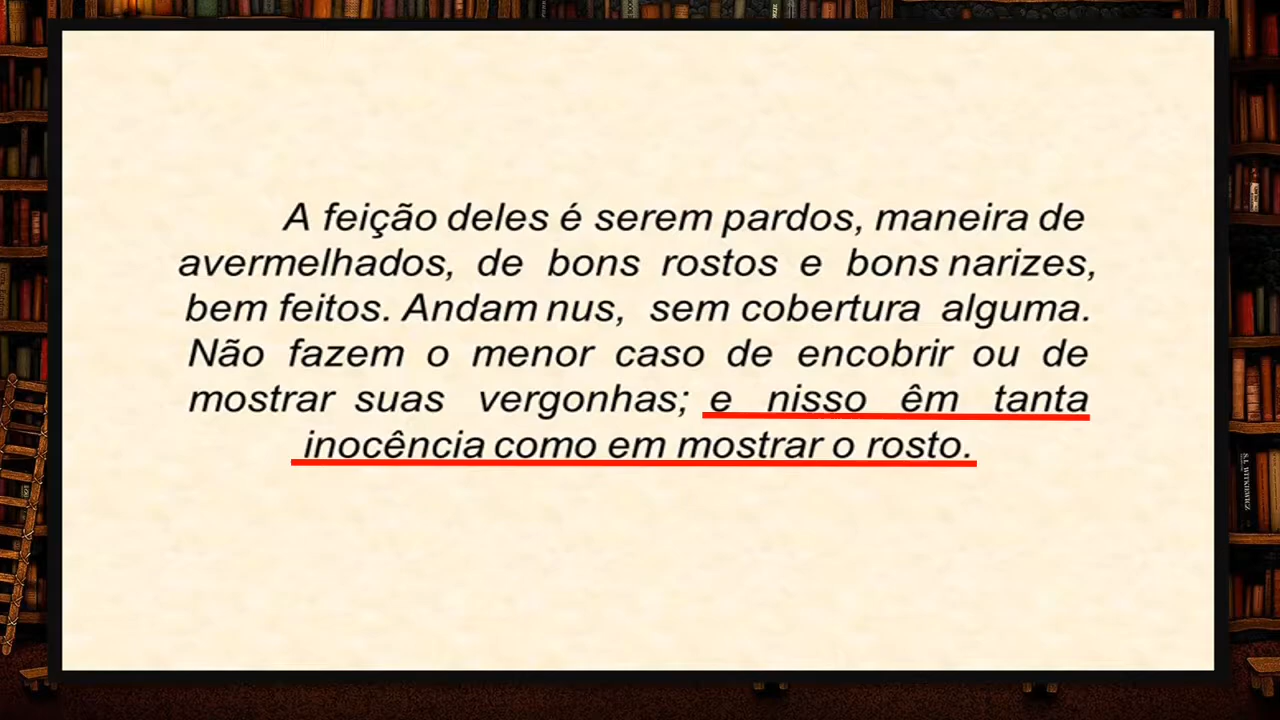 A feição deles é serem pardos, maneira de
avermelhados, de bons rostos e bons narizes,
bem feitos. Andam nus, sem cobertura alguma.
Não fazem o menor caso de encobrir ou de
mostrar suas vergonhas; e nisso êm tanta
inocência como em mostrar o rosto.
S.I. WITKIEWICZ